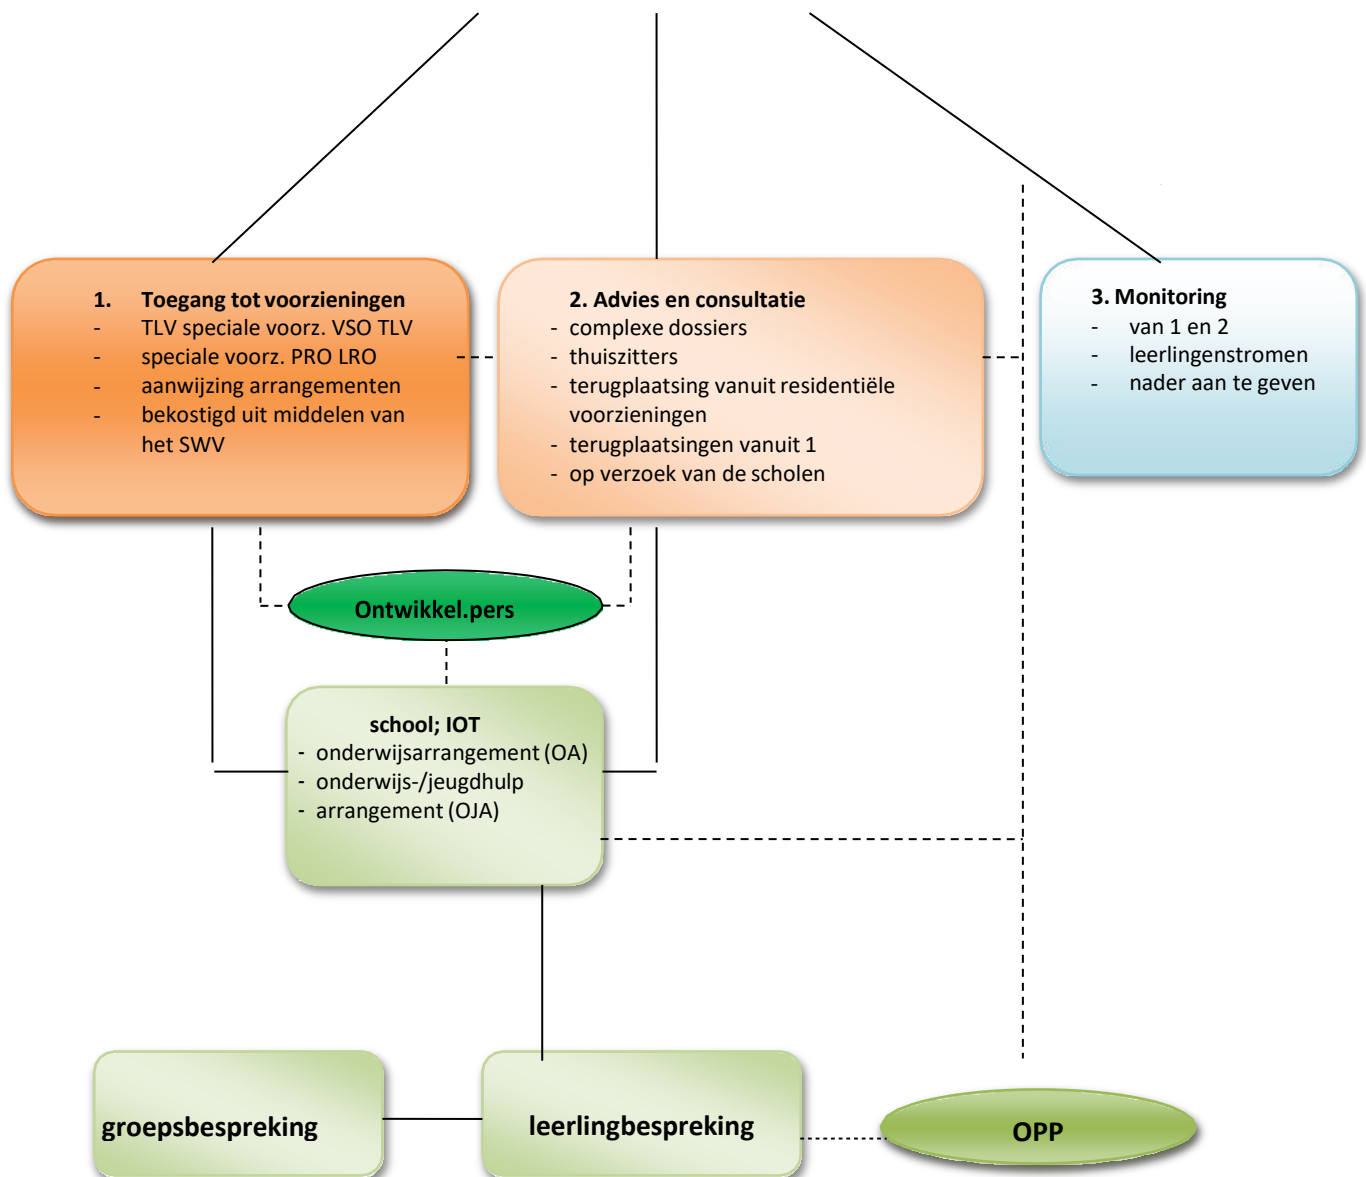 1. Toegang tot voorzieningen
- TLV speciale voorz. VSO TLV
- speciale voorz. PRO LRO
- aanwijzing arrangementen
- bekostigd uit middelen van
het SWV
2. Advies en consultatie
- complexe dossiers
- thuiszitters
- terugplaatsing vanuit residentiële
voorzieningen
- terugplaatsingen vanuit 1
- op verzoek van de scholen
3. Monitoring
- van 1 en 2
- leerlingenstromen
- nader aan te geven
Ontwikkel.pers
school; IOT
- onderwijsarrangement (OA)
- onderwijs-/jeugdhulp
- arrangement (OJA)
groepsbespreking
leerlingbespreking
OPP